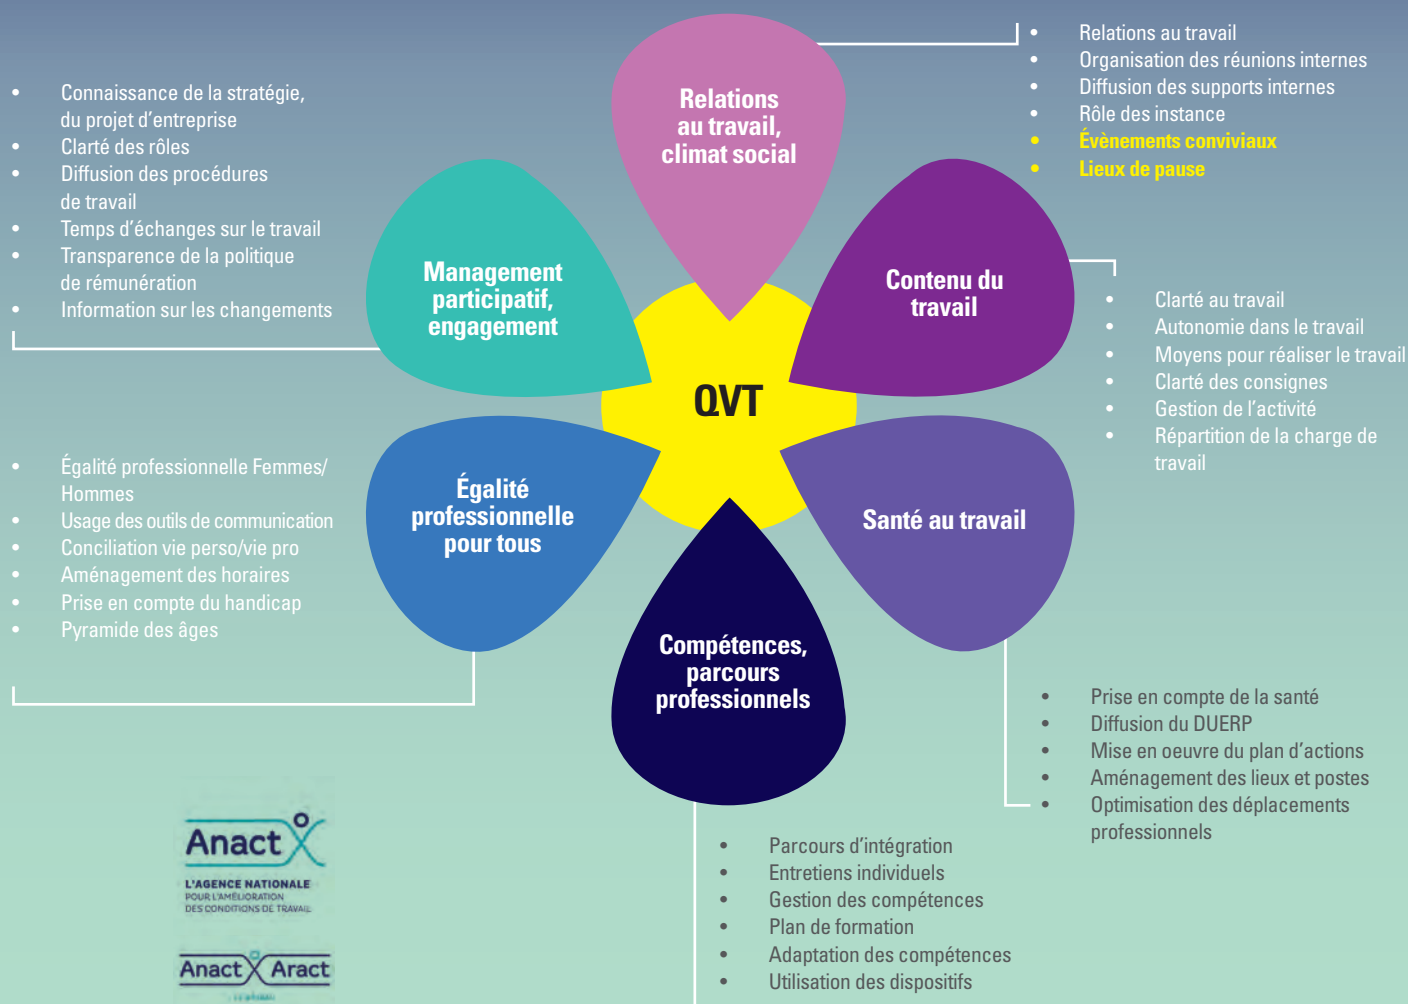 Relations
au travail,
climat social
• Relations au travail
• Organisation des réunions internes
• Diffusion des supports internes
• Rôle des instance
• Évènements conviviaux
• Lieux de pause
Contenu du
travail
• Clarté au travail
• Autonomie dans le travail
• Moyens pour réaliser le travail
• Clarté des consignes
• Gestion de l'activité
• Répartition de la charge de
travail
Santé au travail
• Prise en compte de la santé
• Diffusion du DUERP
• Mise en oeuvre du plan d'actions
• Aménagement des lieux et postes
• Optimisation des déplacements
professionnels
Compétences,
parcours
professionnels
• Parcours d'intégration
• Entretiens individuels
• Gestion des compétences
• Plan de formation
• Adaptation des compétences
• Utilisation des dispositifs
Égalité
professionnelle
pour tous
• Égalité professionnelle Femmes/
Hommes
• Usage des outils de communication
• Conciliation vie perso/vie pro
• Aménagement des horaires
• Prise en compte du handicap
• Pyramide des âges
Management
participatif,
engagement
• Connaissance de la stratégie,
du projet d'entreprise
• Clarté des rôles
• Diffusion des procédures
de travail
• Temps d'échanges sur le travail
• Transparence de la politique
de rémunération
• Information sur les changements
QVT
Anact
L'AGENCE NATIONALE
POUR L'AMÉLIORATION
DES CONDITIONS DE TRAVAIL
Anact Aract